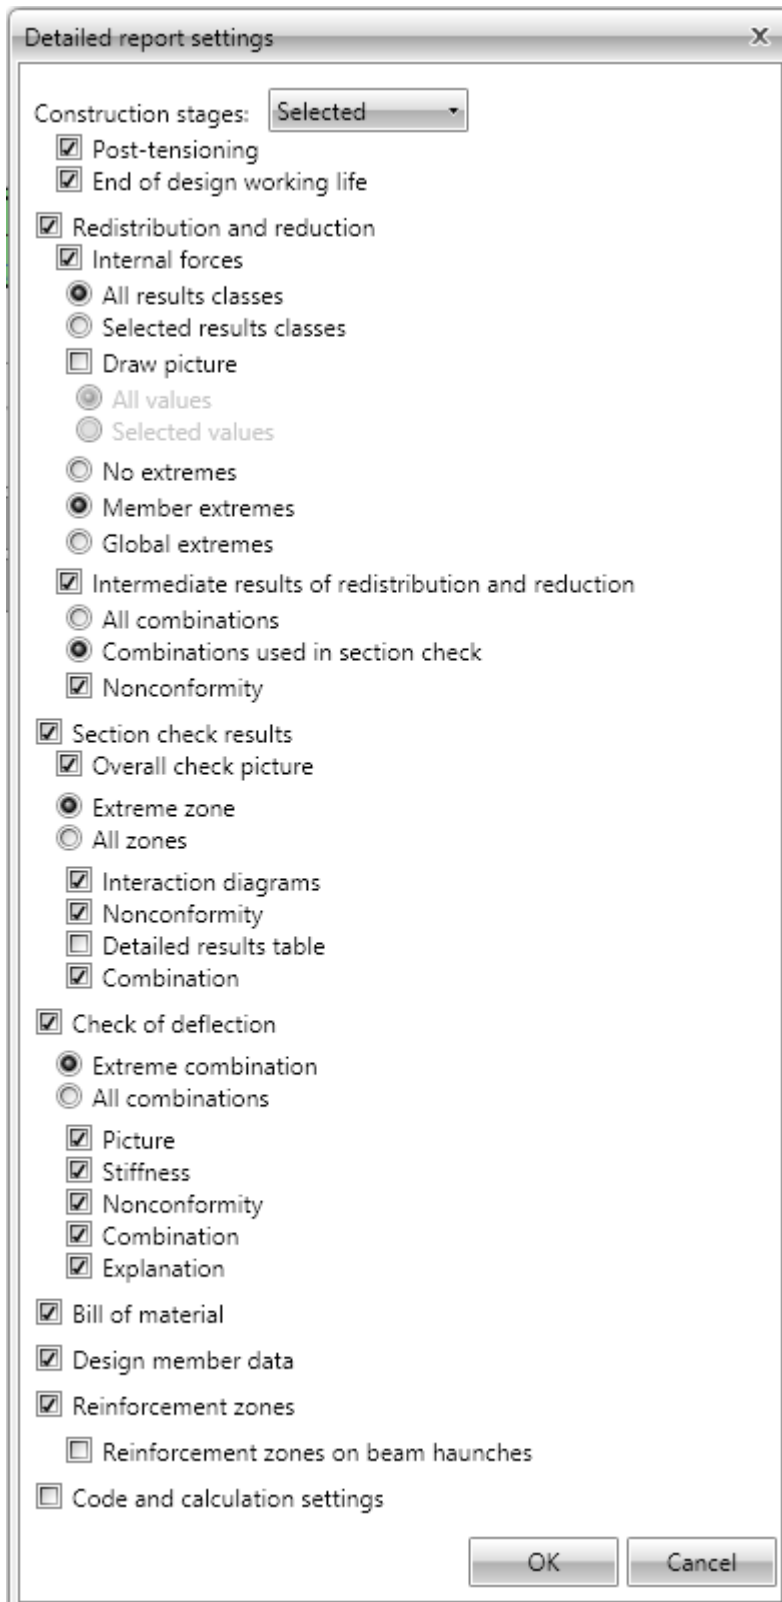 Detailed report settings
Construction stages: Selected
Post-tensioning
End of design working life
Redistribution and reduction
Internal forces
All results classes
Selected results classes
Draw picture
All values
Selected values
No extremes
Member extremes
Global extremes
Intermediate results of redistribution and reduction
All combinations
Combinations used in section check
Nonconformity
Section check results
Overall check picture
Extreme zone
All zones
Interaction diagrams
Nonconformity
Detailed results table
Combination
Check of deflection
Extreme combination
All combinations
Picture
Stiffness
Nonconformity
Combination
Explanation
Bill of material
Design member data
Reinforcement zones
Reinforcement zones on beam haunches
Code and calculation settings
OK Cancel